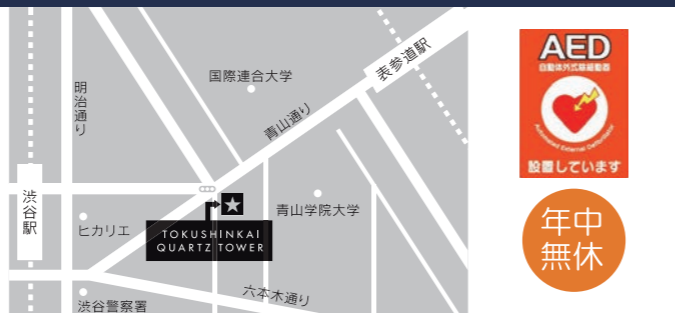 国際連合大学
表参道駅
明治通り
青山通り
渋谷駅
ヒカリエ
TOKUSHINKAI
QUARTZ TOWER
青山学院大学
六本木通り
渋谷警察署
AED
自動体外式除細動器
Automated External Defibrillator
設置しています
年中
無休